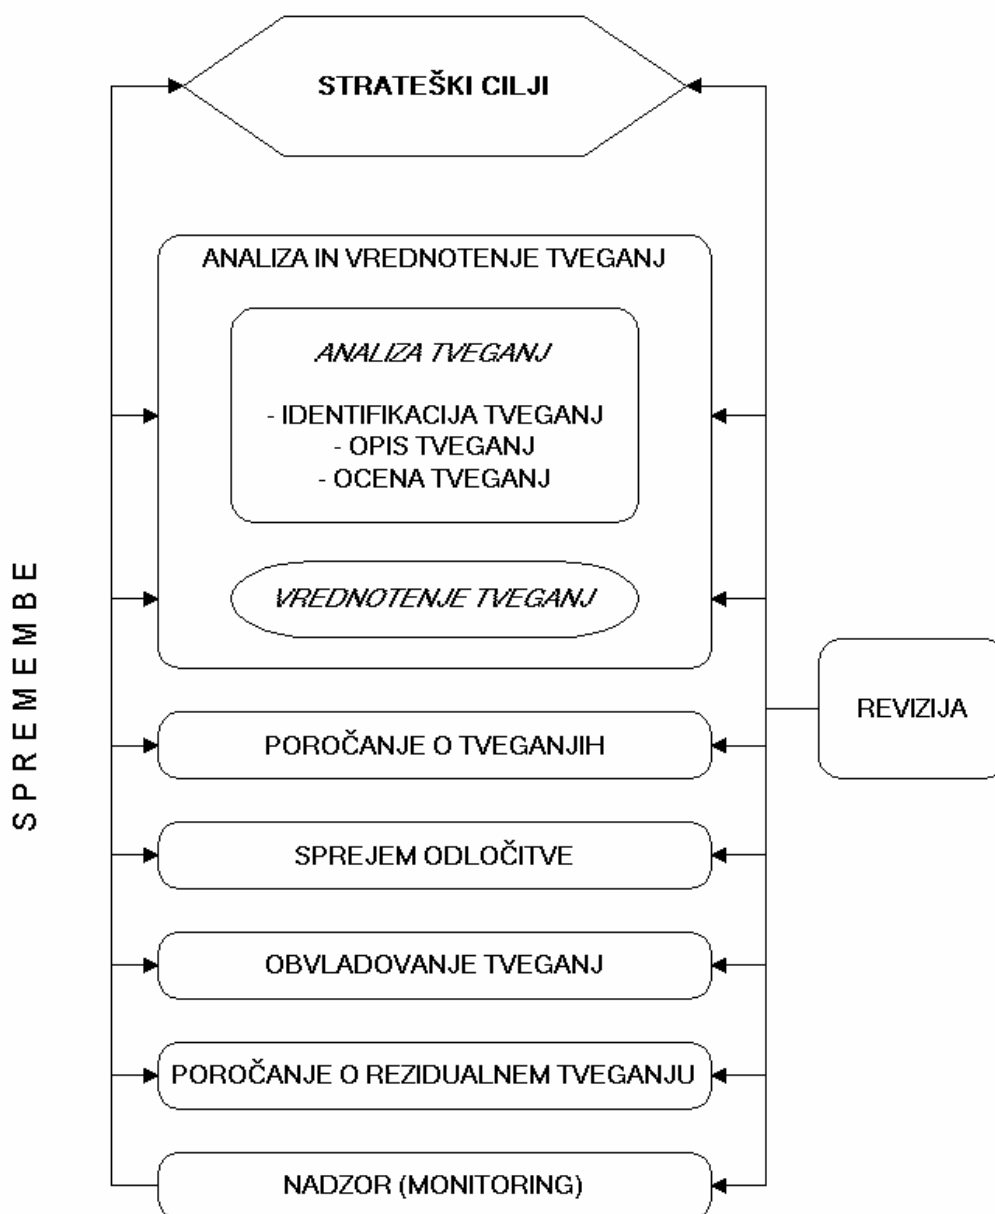 STRATEŠKI CILJI
ANALIZA IN VREDNOTENJE TVEGANJ
ANALIZA TVEGANJ
- IDENTIFIKACIJA TVEGANJ
- OPIS TVEGANJ
- OCENA TVEGANJ
VREDNOTENJE TVEGANJ
SPREMEMBE
REVIZIJA
POROČANJE O TVEGANJIH
SPREJEM ODLOČITVE
OBVLADOVANJE TVEGANJ
POROČANJE O REZIDUALNEM TVEGANJU
NADZOR (MONITORING)